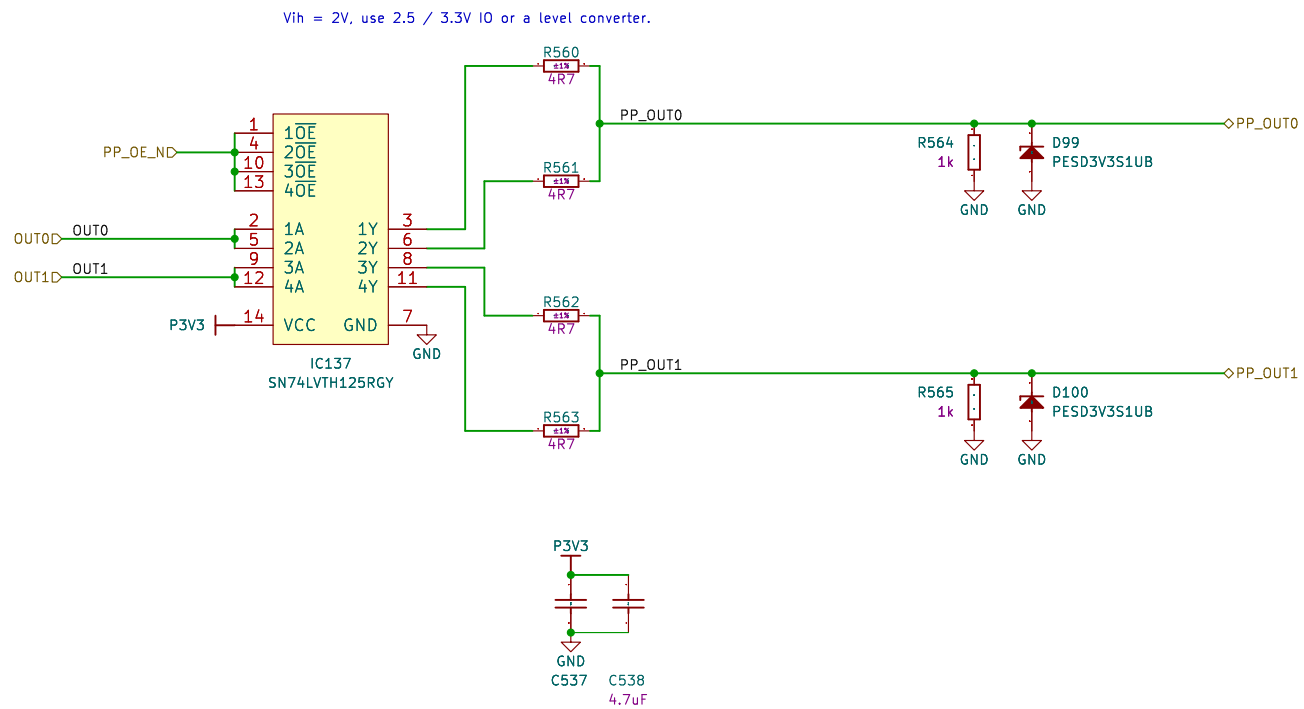 Vih = 2V, use 2.5 / 3.3V IO or a level converter.
R560
±1%
4R7
PP_OUT0
PP_OUT0
R564
1k
GND
D99
PESD3V3S1UB
GND
R561
±1%
4R7
PP_OE_N
1
4
10
13
1OE
2OE
3OE
4OE
OUT0
OUT0
2
5
1A
2A
OUT1
OUT1
9
12
3A
4A
1Y
2Y
3Y
4Y
3
6
8
11
P3V3
14
VCC
GND
7
GND
IC137
SN74LVTH125RGY
R562
±1%
4R7
PP_OUT1
PP_OUT1
R565
1k
GND
D100
PESD3V3S1UB
GND
R563
±1%
4R7
P3V3
GND
C537
C538
4.7uF